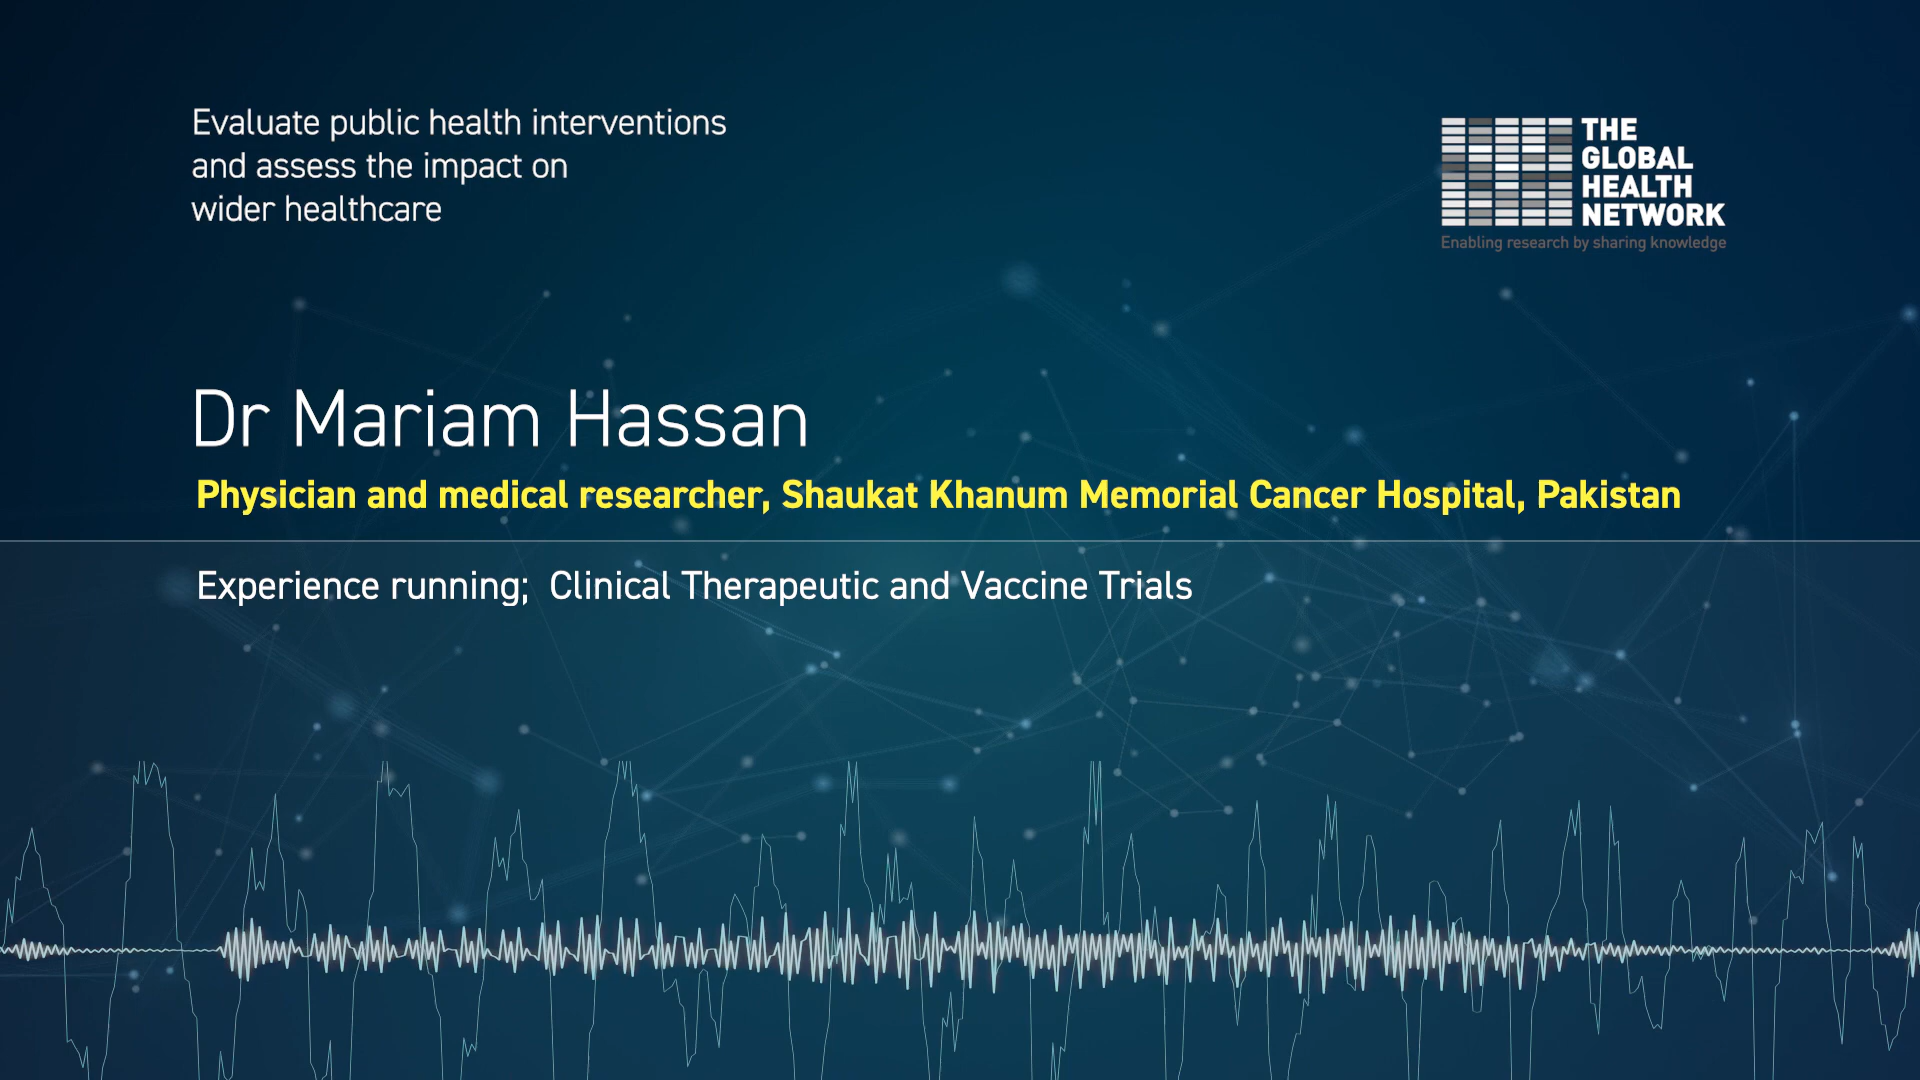 Evaluate public health interventions
and assess the impact on
wider healthcare
THE
GLOBAL
HEALTH
NETWORK
Enabling research by sharing knowledge
Dr Mariam Hassan
Physician and medical researcher, Shaukat Khanum Memorial Cancer Hospital, Pakistan
Experience running;  Clinical Therapeutic and Vaccine Trials